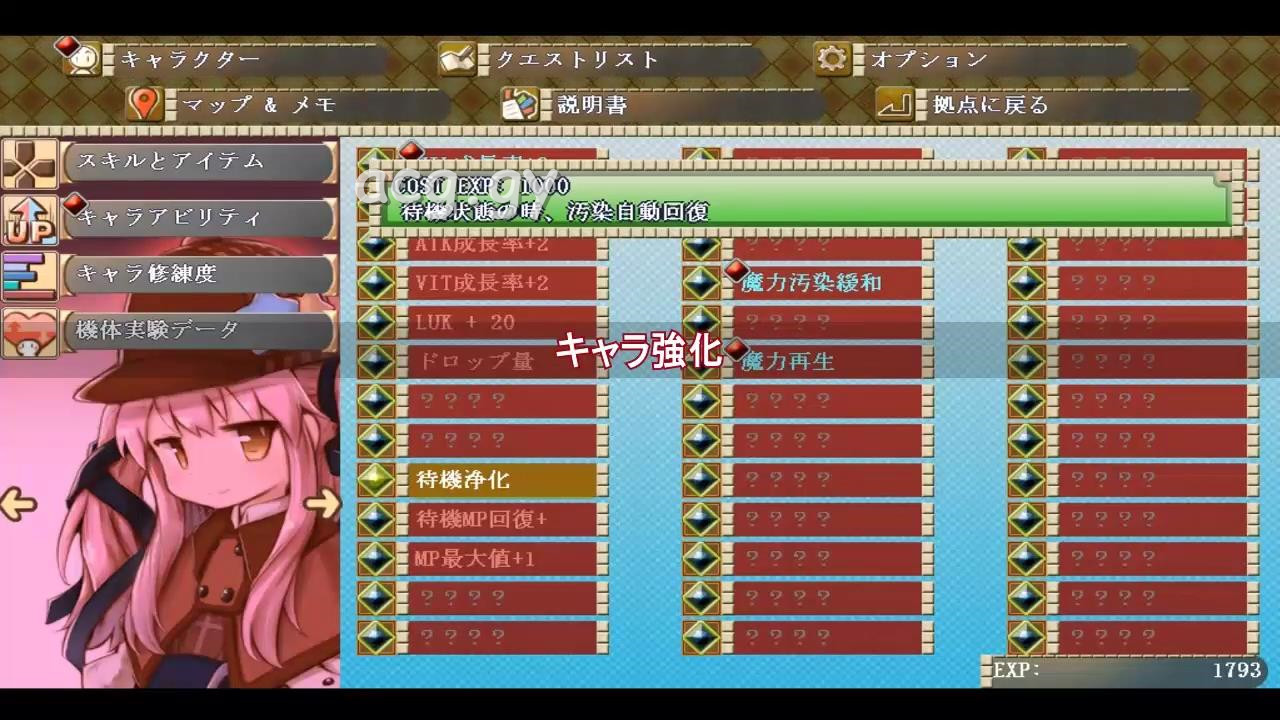 キャラクター
クエストリスト
オプション
マップ & メモ
説明書
拠点に戻る
スキルとアイテム
キャラアビリティ
キャラ修練度
機体実験データ
dcg.gy
COST EXP: 1000
待機状態の時、汚染自動回復
? ? ? ?
? ? ? ?
ATK成長率+2
? ? ? ?
? ? ? ?
VIT成長率+2
魔力汚染緩和
? ? ? ?
LUK + 20
? ? ? ?
? ? ? ?
キャラ強化
ドロップ量
魔力再生
? ? ? ?
? ? ? ?
? ? ? ?
? ? ? ?
? ? ? ?
? ? ? ?
? ? ? ?
待機浄化
? ? ? ?
? ? ? ?
待機MP回復+
? ? ? ?
? ? ? ?
MP最大値+1
? ? ? ?
? ? ? ?
? ? ? ?
? ? ? ?
? ? ? ?
? ? ? ?
? ? ? ?
? ? ? ?
EXP: 1793